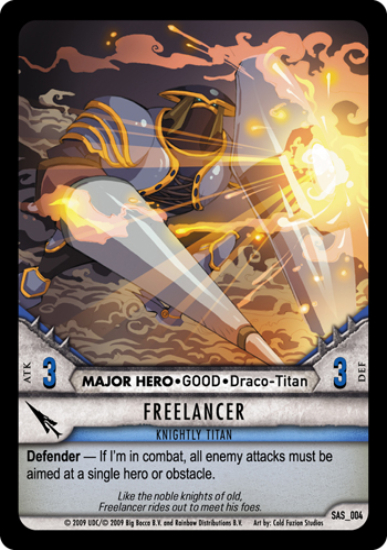 ATK 3 MAJOR HERO•GOOD•Draco-Titan 3 DEF
FREELANCER
KNIGHTLY TITAN
Defender — If I'm in combat, all enemy attacks must be
aimed at a single hero or obstacle.
Like the noble knights of old,
Freelancer rides out to meet his foes.
SAS_004
© 2009 UDC/© 2009 Big Bocca B.V. and Rainbow Distributions B.V. Art by: Cold Fuzion Studios